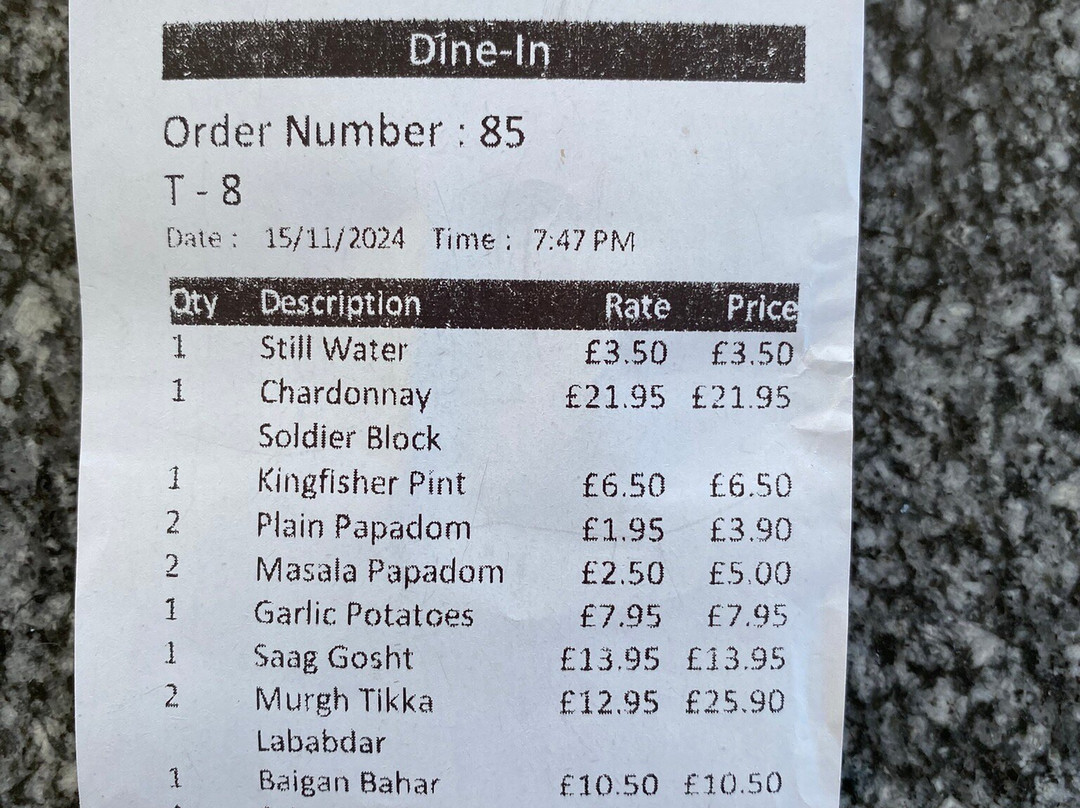 Dine-In
Order Number : 85
T - 8
Date : 15/11/2024 Time : 7:47 PM
Qty Description Rate Price
1 Still Water £3.50 £3.50
1 Chardonnay £21.95 £21.95
Soldier Block
1 Kingfisher Pint £6.50 £6.50
2 Plain Papadom £1.95 £3.90
2 Masala Papadom £2.50 £5.00
1 Garlic Potatoes £7.95 £7.95
1 Saag Gosht £13.95 £13.95
2 Murgh Tikka £12.95 £25.90
Lababdar
1 Baigan Bahar £10.50 £10.50